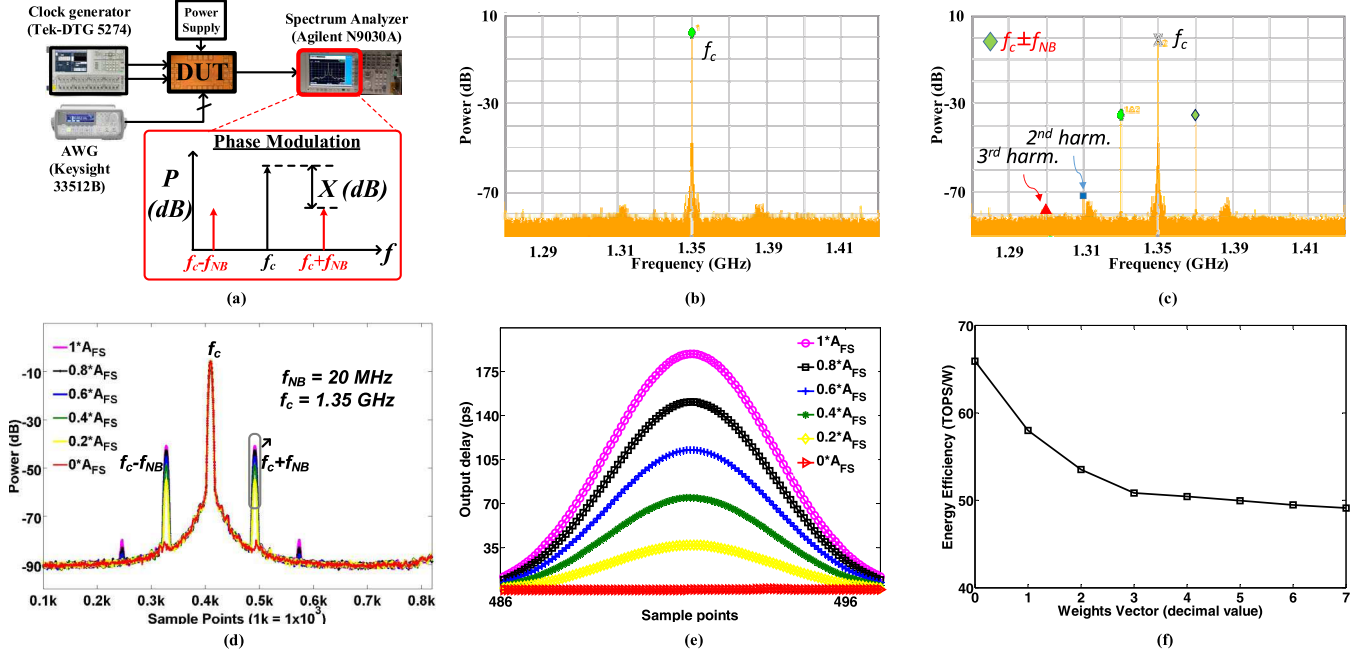 Clock generator
(Tek-DTG 5274)
Power
Supply
Spectrum Analyzer
(Agilent N9030A)
DUT
AWG
(Keysight
33512B)
Phase Modulation
P
(dB)
X (dB)
f
fc-fNB
fc
fc+fNB
(a)
10
-30
-70
Power (dB)
fc
1.29
1.31
1.35
1.39
1.41
Frequency (GHz)
(b)
10
-30
-70
Power (dB)
fc±fNB
fc
2nd harm.
3rd harm.
1.29
1.31
1.35
1.39
1.41
Frequency (GHz)
(c)
-10
-30
-50
-70
-90
Power (dB)
1*AFS
0.8*AFS
0.6*AFS
0.4*AFS
0.2*AFS
0*AFS
fc
fNB = 20 MHz
fc = 1.35 GHz
fc-fNB
fc+fNB
0.1k
0.2k
0.3k
0.4k
0.5k
0.6k
0.7k
0.8k
Sample Points (1k = 1x10³)
(d)
175
140
105
70
35
Output delay (ps)
1*AFS
0.8*AFS
0.6*AFS
0.4*AFS
0.2*AFS
0*AFS
486
496
Sample points
(e)
70
60
50
40
Energy Efficiency (TOPS/W)
0
1
2
3
4
5
6
7
Weights Vector (decimal value)
(f)